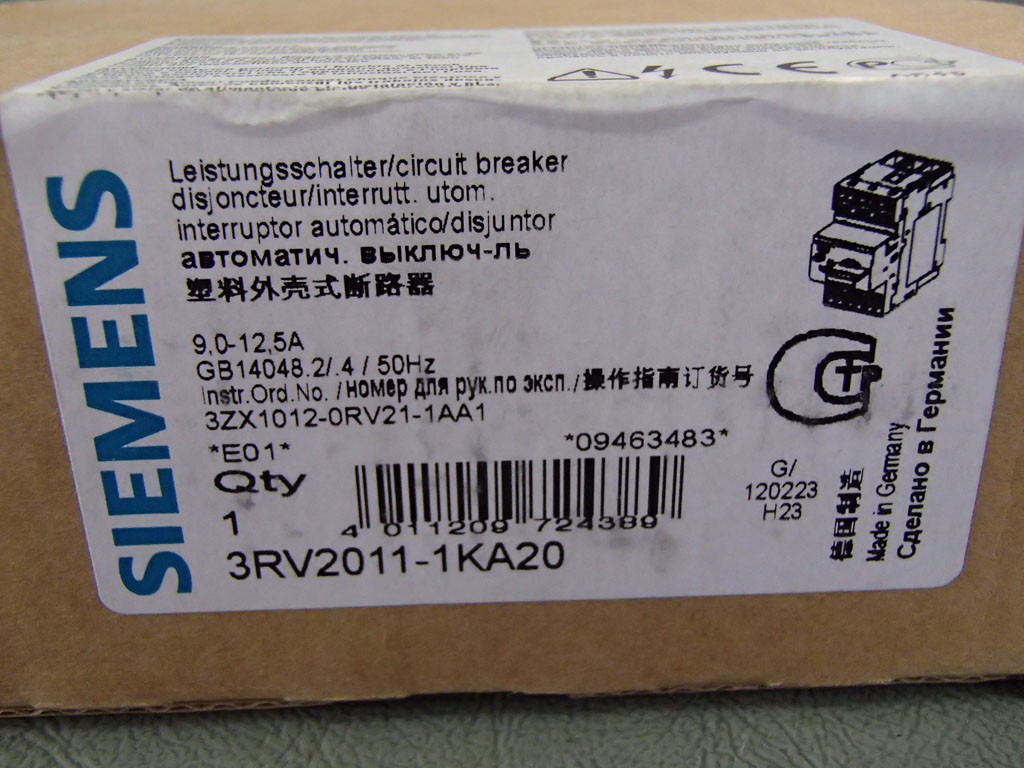 SIEMENS
Leistungsschalter/circuit breaker
disjoncteur/interrutt. utom.
interruptor automático/disjuntor
автоматич. выключ-ль
塑料外壳式断路器
9,0-12,5A
GB14048.2/.4 / 50Hz
Instr.Ord.No. /номер для рук.по эксп./操作指南订货号
3ZX1012-0RV21-1AA1
*E01*
*09463483*
Qty
1
4 011209 724389
3RV2011-1KA20
G/
120223
H23
德国制造
Made in Germany
Сделано в Германии
CE